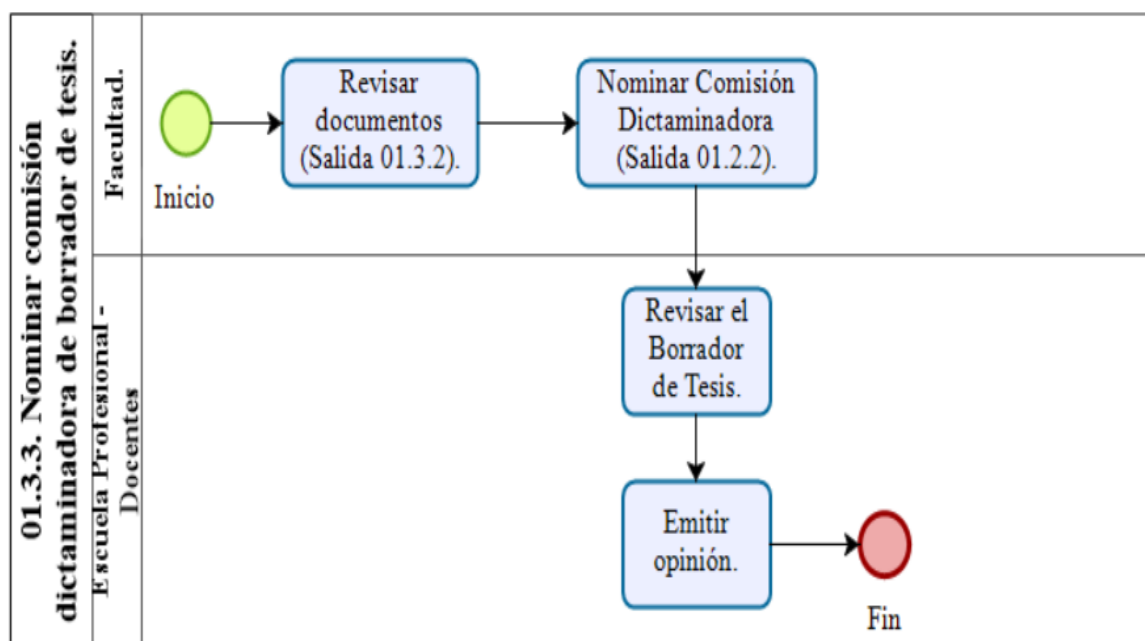 01.3.3. Nominar comisión
dictaminadora de borrador de tesis.
Facultad.
Inicio
Revisar
documentos
(Salida 01.3.2).
Nominar Comisión
Dictaminadora
(Salida 01.2.2).
Escuela Profesional -
Docentes
Revisar el
Borrador
de Tesis.
Emitir
opinión.
Fin